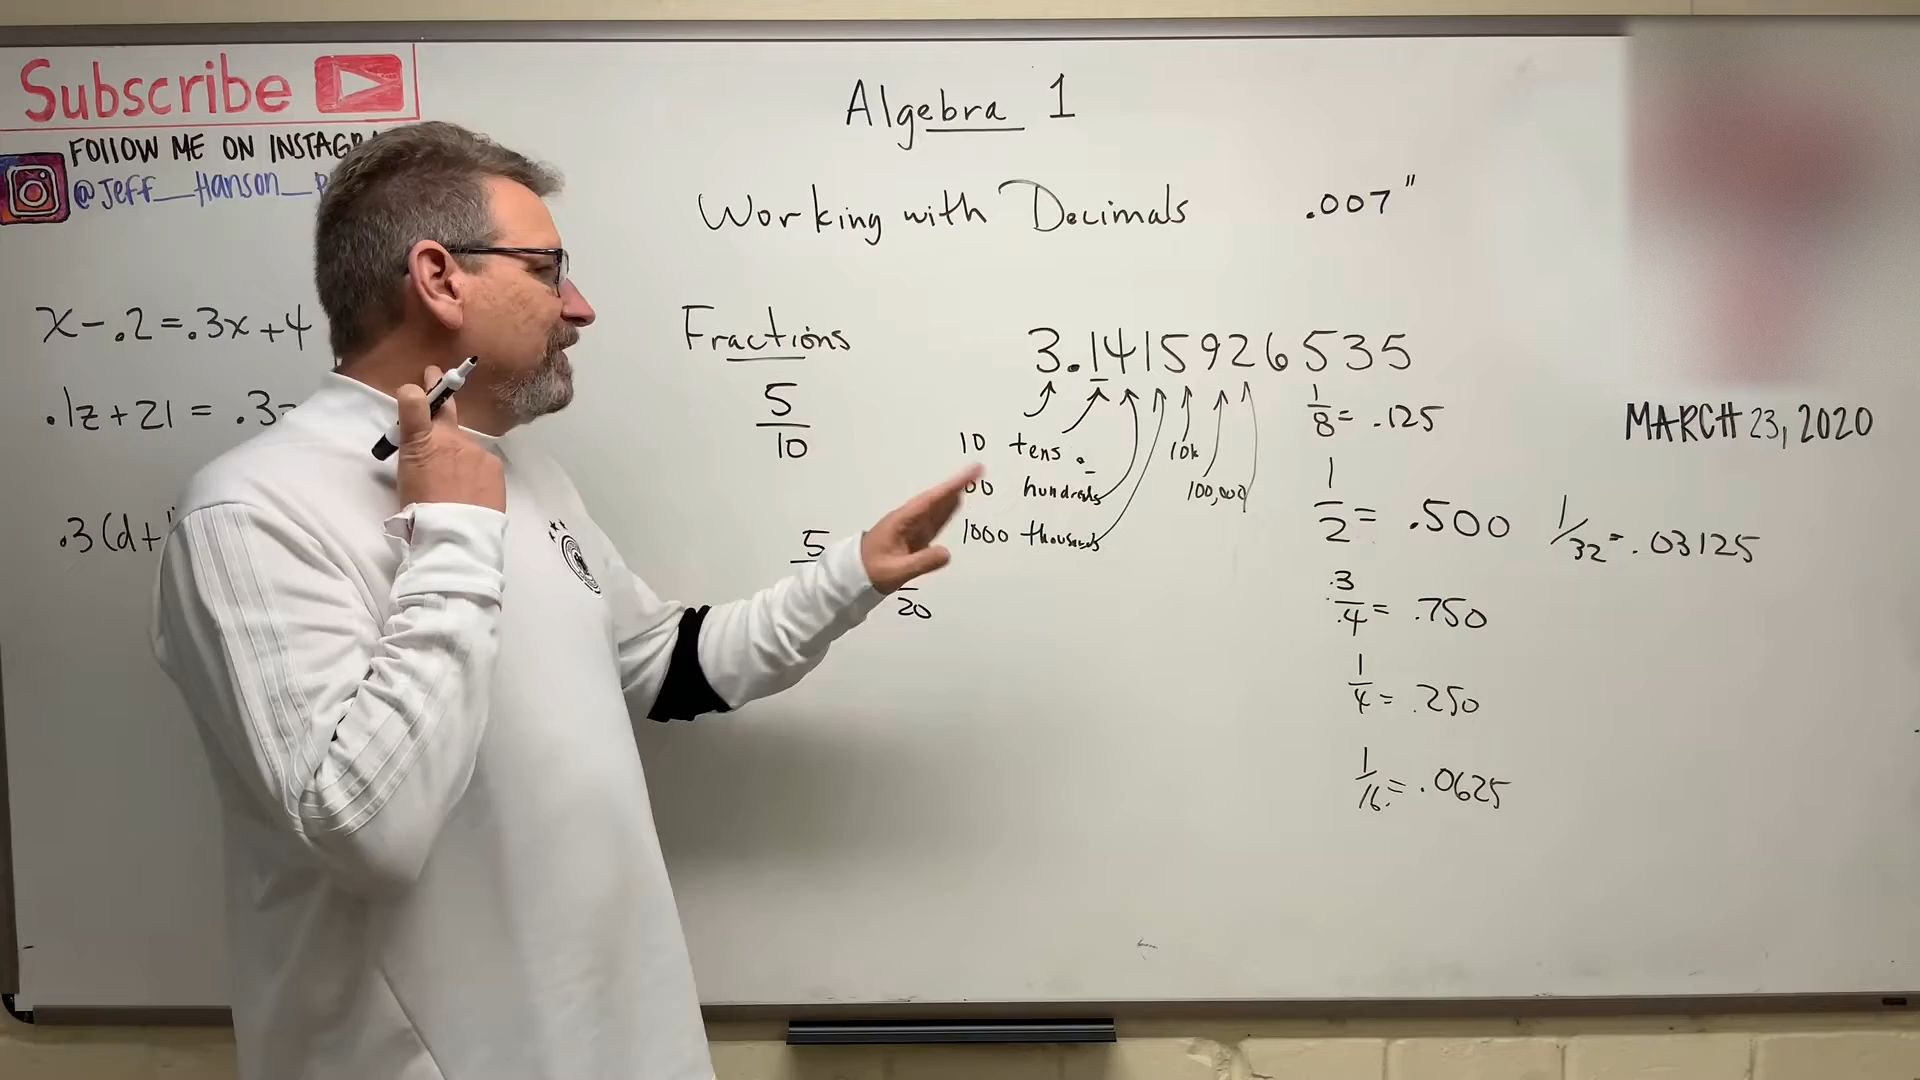 Subscribe
FOLLOW ME ON INSTAGRA
@Jeff_Hanson_P
Algebra 1
Working with Decimals
.007"
x-.2=.3x+4
.1z+21=.3z
.3(d+
Fractions
5
10
5
20
3.1415926535
10 tens .
00 hundreds
1000 thousands
10k
100,000
1/8 = .125
1/2 = .500
.3/.4 = .750
1/4 = .250
1/16 = .0625
1/32 = .03125
MARCH 23, 2020